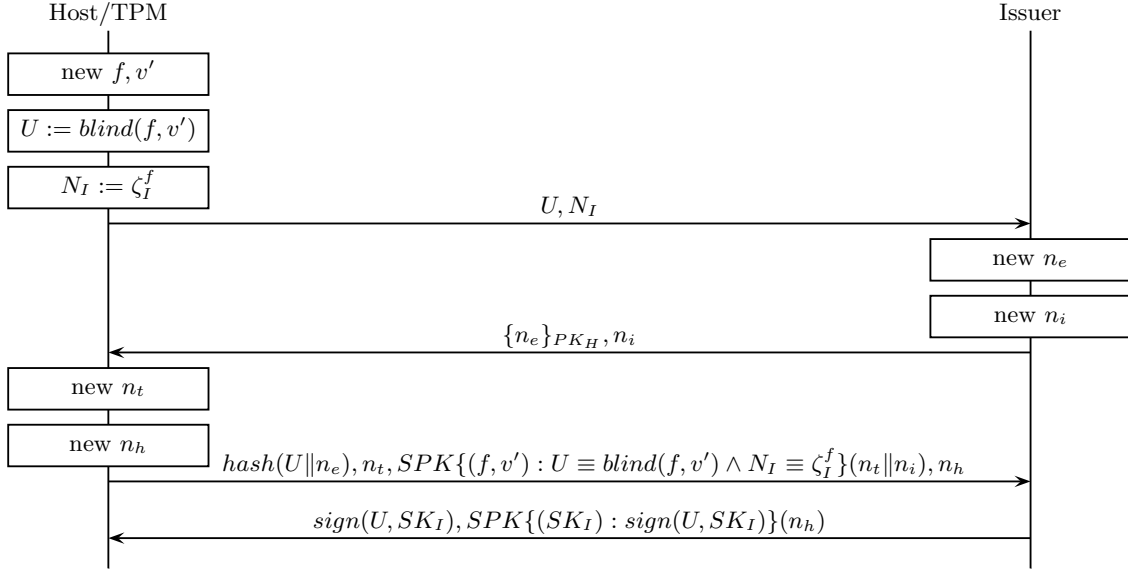 Host/TPM
Issuer
new f, v′
U := blind(f, v′)
N_I := ζ_I^f
U, N_I
new n_e
new n_i
{n_e}_{PK_H}, n_i
new n_t
new n_h
hash(U∥n_e), n_t, SPK{(f, v′) : U ≡ blind(f, v′) ∧ N_I ≡ ζ_I^f}(n_t∥n_i), n_h
sign(U, SK_I), SPK{(SK_I) : sign(U, SK_I)}(n_h)